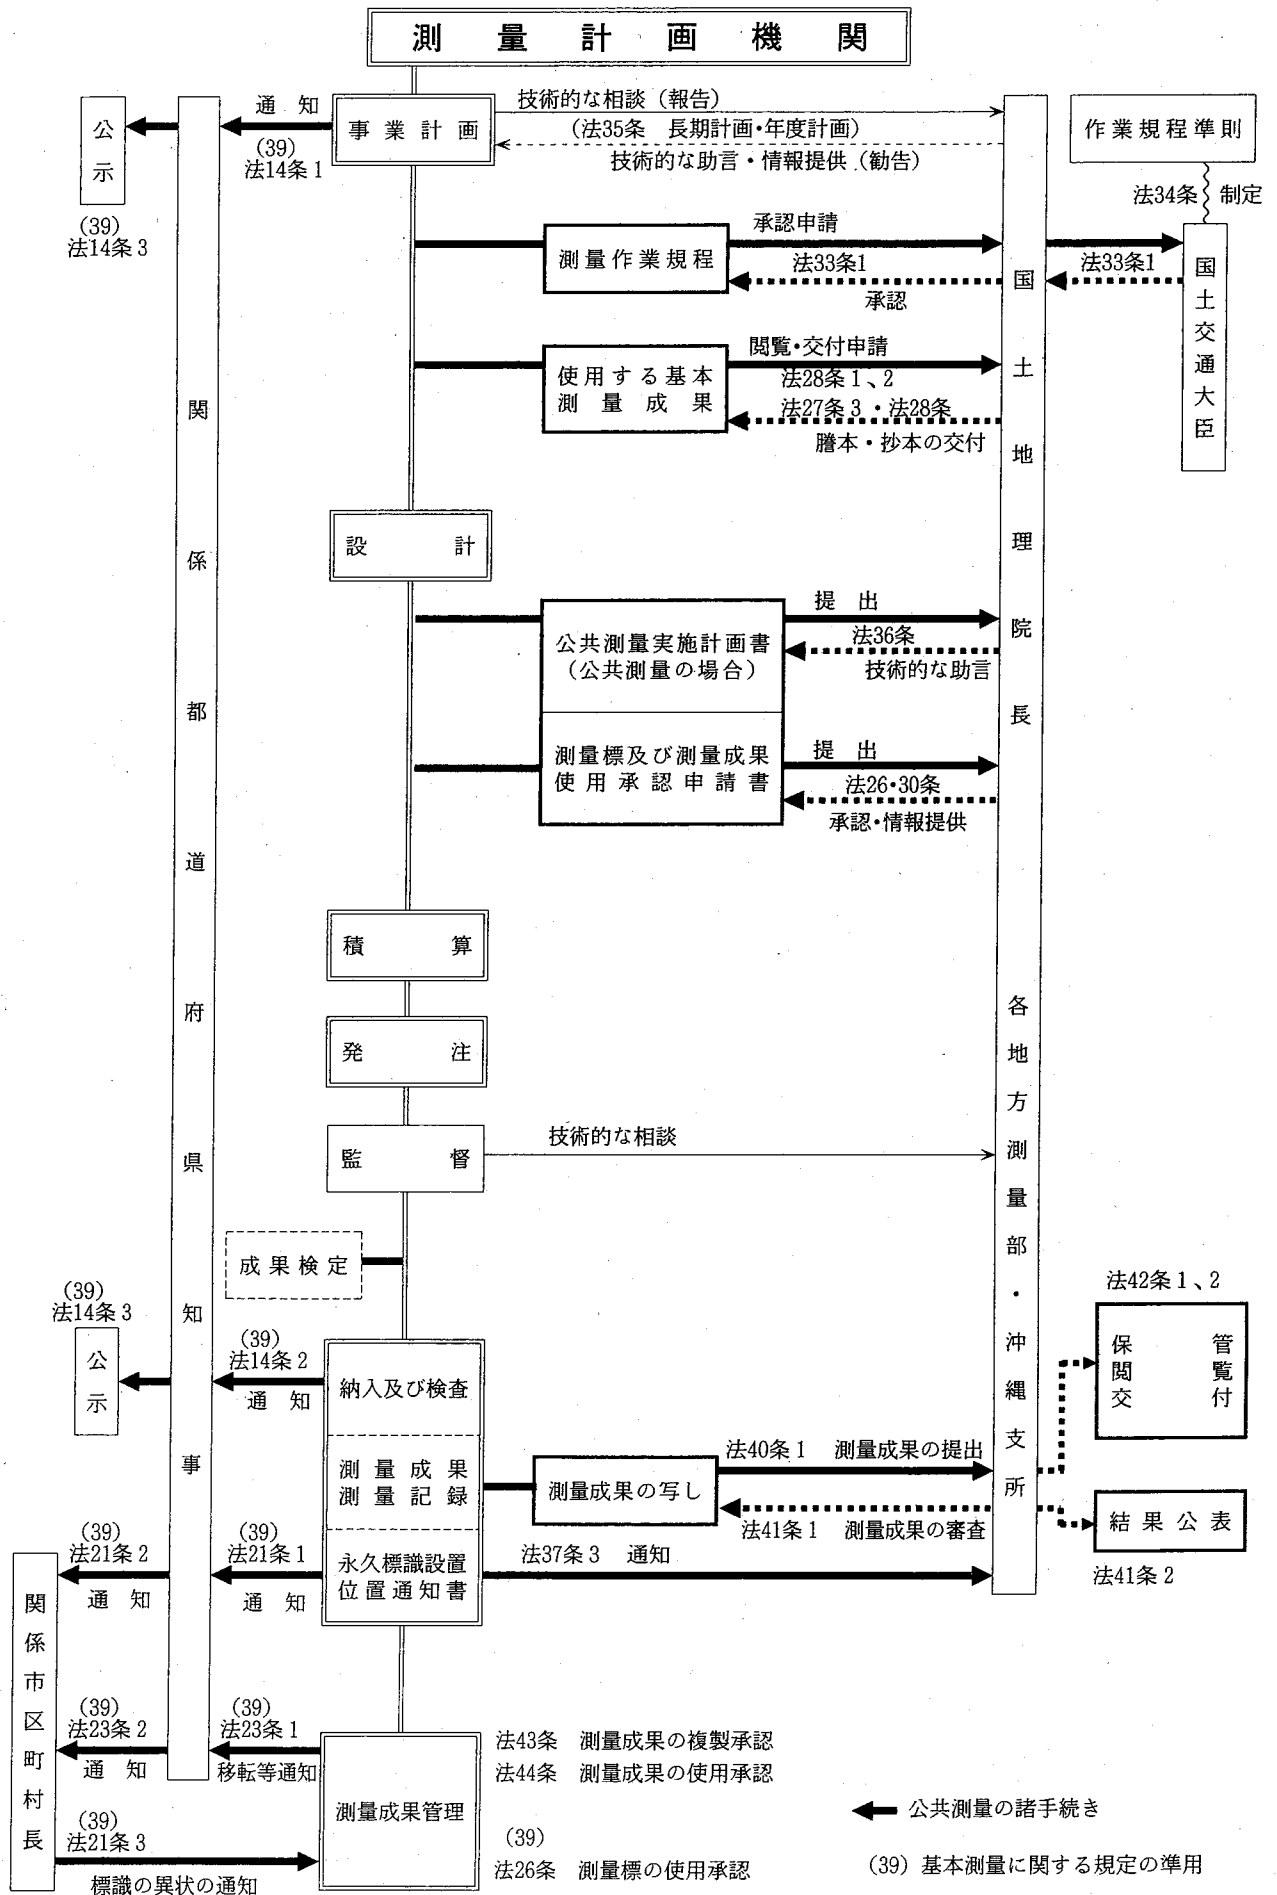 測量計画機関
通知
(39)
法14条1
公示
(39)
法14条3
事業計画
技術的な相談（報告）
（法35条　長期計画・年度計画）
技術的な助言・情報提供（勧告）
作業規程準則
法34条 制定
国土交通大臣
測量作業規程
承認申請
法33条1
承認
法33条1
使用する基本
測量成果
閲覧・交付申請
法28条1、2
法27条3・法28条
謄本・抄本の交付
関係都道府県知事
国土地理院長
各地方測量部・沖縄支所
設計
公共測量実施計画書
（公共測量の場合）
提出
法36条
技術的な助言
測量標及び測量成果
使用承認申請書
提出
法26・30条
承認・情報提供
積算
発注
監督
技術的な相談
成果検定
(39)
法14条3
公示
(39)
法14条2
通知
納入及び検査
測量成果
測量記録
測量成果の写し
法40条1　測量成果の提出
法41条1　測量成果の審査
法42条1、2
保管
閲覧
交付
結果公表
法41条2
永久標識設置
位置通知書
法37条3　通知
(39)
法21条1
通知
(39)
法21条2
通知
関係市区町村長
(39)
法23条2
通知
(39)
法23条1
移転等通知
(39)
法21条3
標識の異状の通知
測量成果管理
法43条　測量成果の複製承認
法44条　測量成果の使用承認
(39)
法26条　測量標の使用承認
公共測量の諸手続き
(39) 基本測量に関する規定の準用